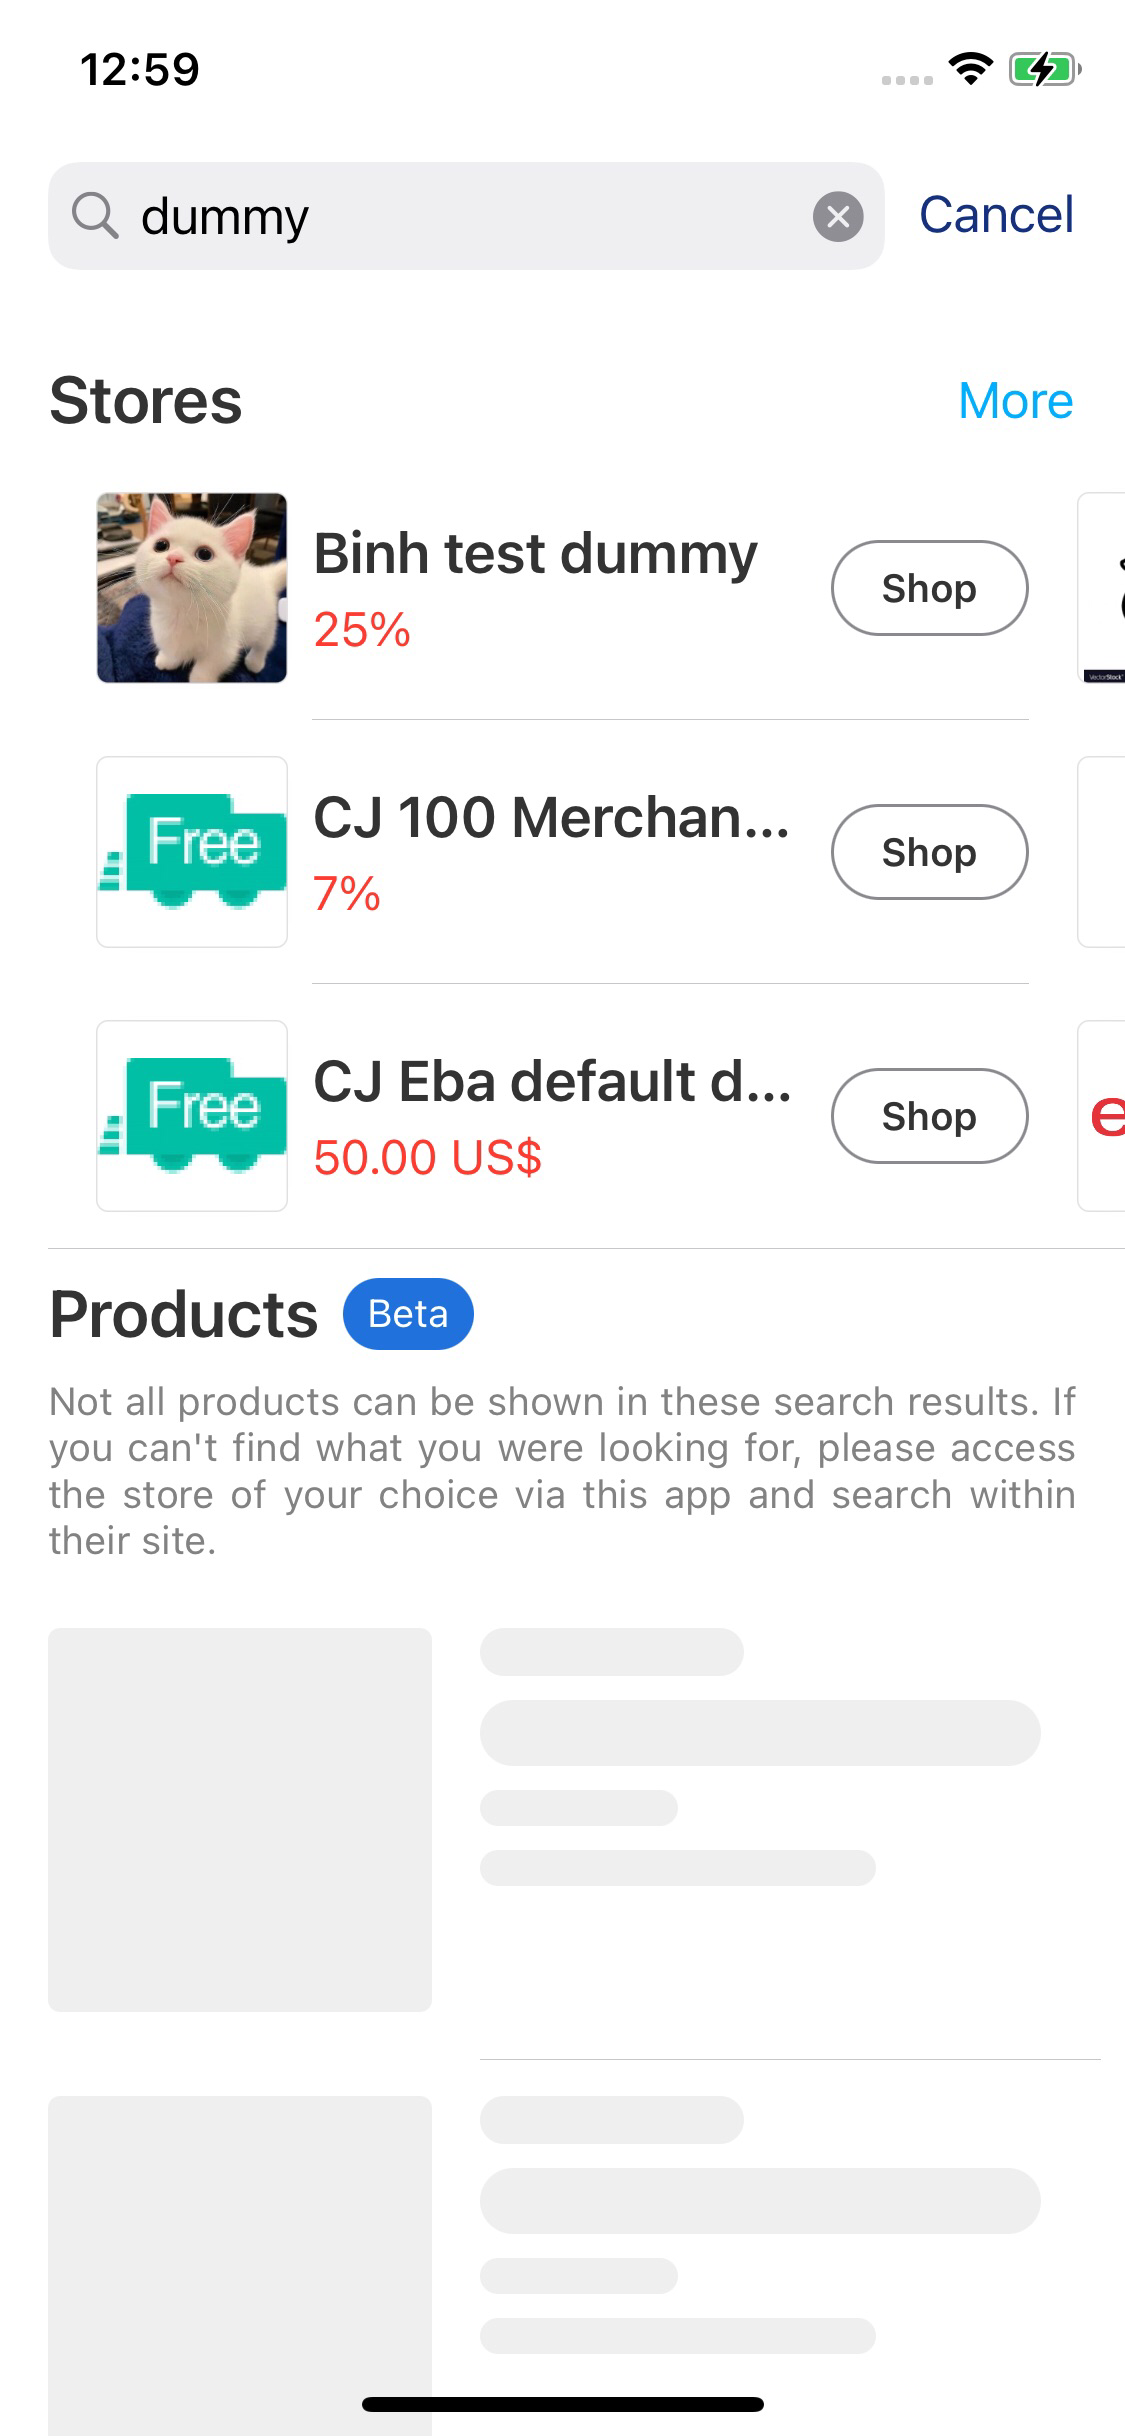 12:59
dummy
Cancel
Stores
More
Binh test dummy
25%
Shop
VectorStock
Free
CJ 100 Merchan...
7%
Shop
Free
CJ Eba default d...
50.00 US$
Shop
e
Products
Beta
Not all products can be shown in these search results. If
you can't find what you were looking for, please access
the store of your choice via this app and search within
their site.